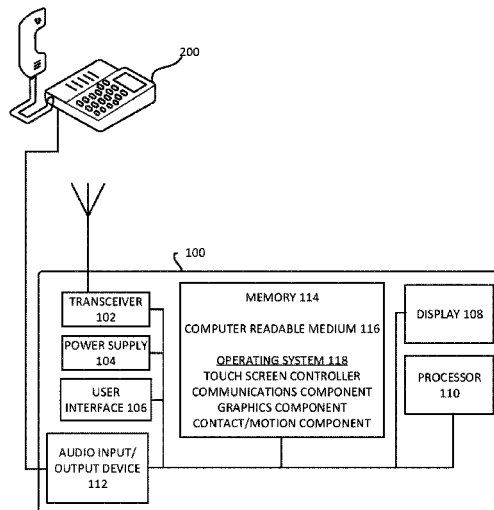 200
100
TRANSCEIVER
102
POWER SUPPLY
104
USER
INTERFACE 106
AUDIO INPUT/
OUTPUT DEVICE
112
MEMORY 114
COMPUTER READABLE MEDIUM 116
OPERATING SYSTEM 118
TOUCH SCREEN CONTROLLER
COMMUNICATIONS COMPONENT
GRAPHICS COMPONENT
CONTACT/MOTION COMPONENT
DISPLAY 108
PROCESSOR
110